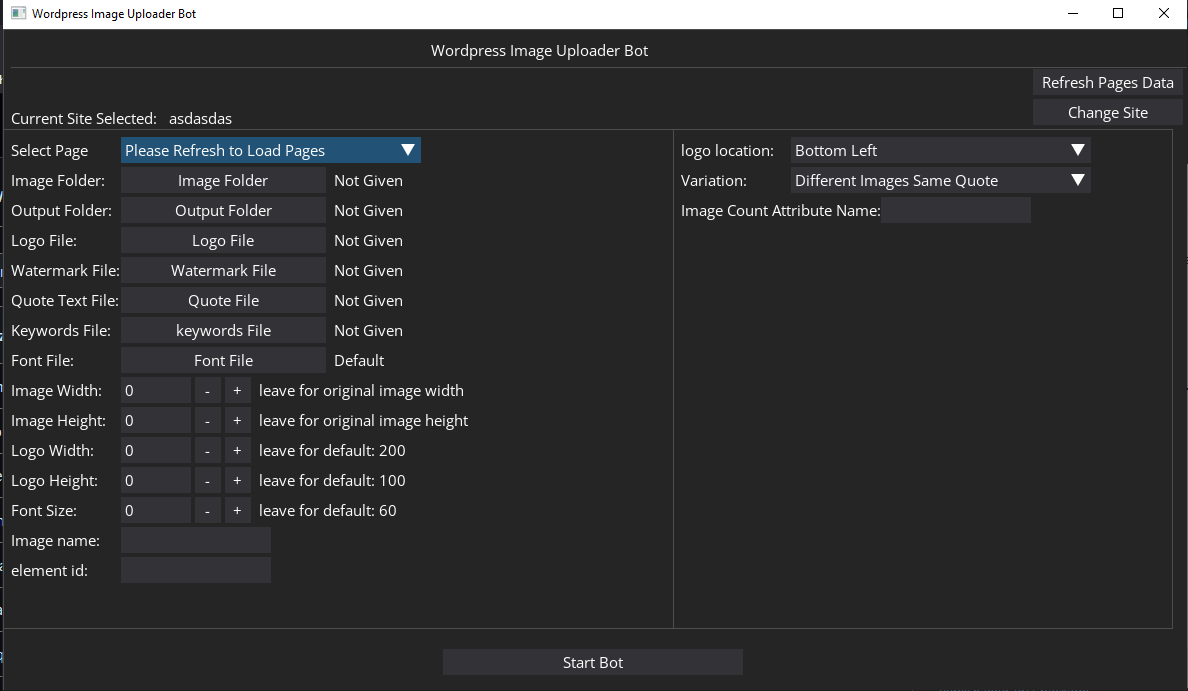 Wordpress Image Uploader Bot
Wordpress Image Uploader Bot
Refresh Pages Data
Change Site
Current Site Selected: asdasdas
Select Page Please Refresh to Load Pages
Image Folder: Image Folder Not Given
Output Folder: Output Folder Not Given
Logo File: Logo File Not Given
Watermark File: Watermark File Not Given
Quote Text File: Quote File Not Given
Keywords File: keywords File Not Given
Font File: Font File Default
Image Width: 0 - + leave for original image width
Image Height: 0 - + leave for original image height
Logo Width: 0 - + leave for default: 200
Logo Height: 0 - + leave for default: 100
Font Size: 0 - + leave for default: 60
Image name:
element id:
logo location: Bottom Left
Variation: Different Images Same Quote
Image Count Attribute Name:
Start Bot